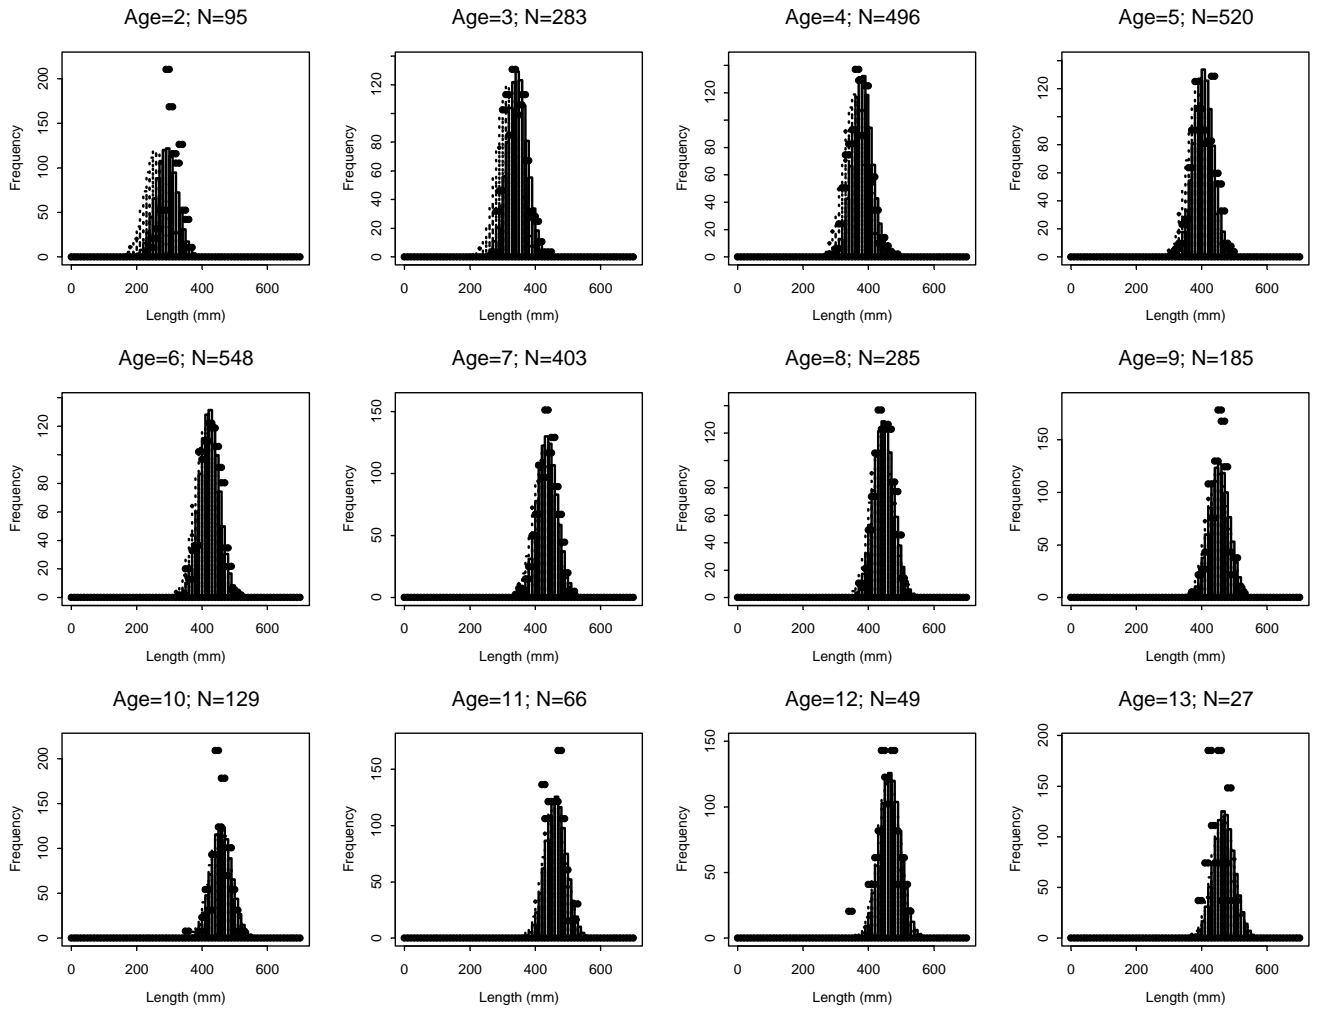 Age=2; N=95
Age=3; N=283
Age=4; N=496
Age=5; N=520
Frequency
0
50
100
150
200
0 200 400 600
Length (mm)
Frequency
0
20
40
60
80
120
0 200 400 600
Length (mm)
Frequency
0
20
40
60
80
120
0 200 400 600
Length (mm)
Frequency
0
20
40
60
80
120
0 200 400 600
Length (mm)
Age=6; N=548
Age=7; N=403
Age=8; N=285
Age=9; N=185
Frequency
0
20
40
60
80
120
0 200 400 600
Length (mm)
Frequency
0
50
100
150
0 200 400 600
Length (mm)
Frequency
0
20
40
60
80
120
0 200 400 600
Length (mm)
Frequency
0
50
100
150
0 200 400 600
Length (mm)
Age=10; N=129
Age=11; N=66
Age=12; N=49
Age=13; N=27
Frequency
0
50
100
150
200
0 200 400 600
Length (mm)
Frequency
0
50
100
150
0 200 400 600
Length (mm)
Frequency
0
50
100
150
0 200 400 600
Length (mm)
Frequency
0
50
100
150
200
0 200 400 600
Length (mm)